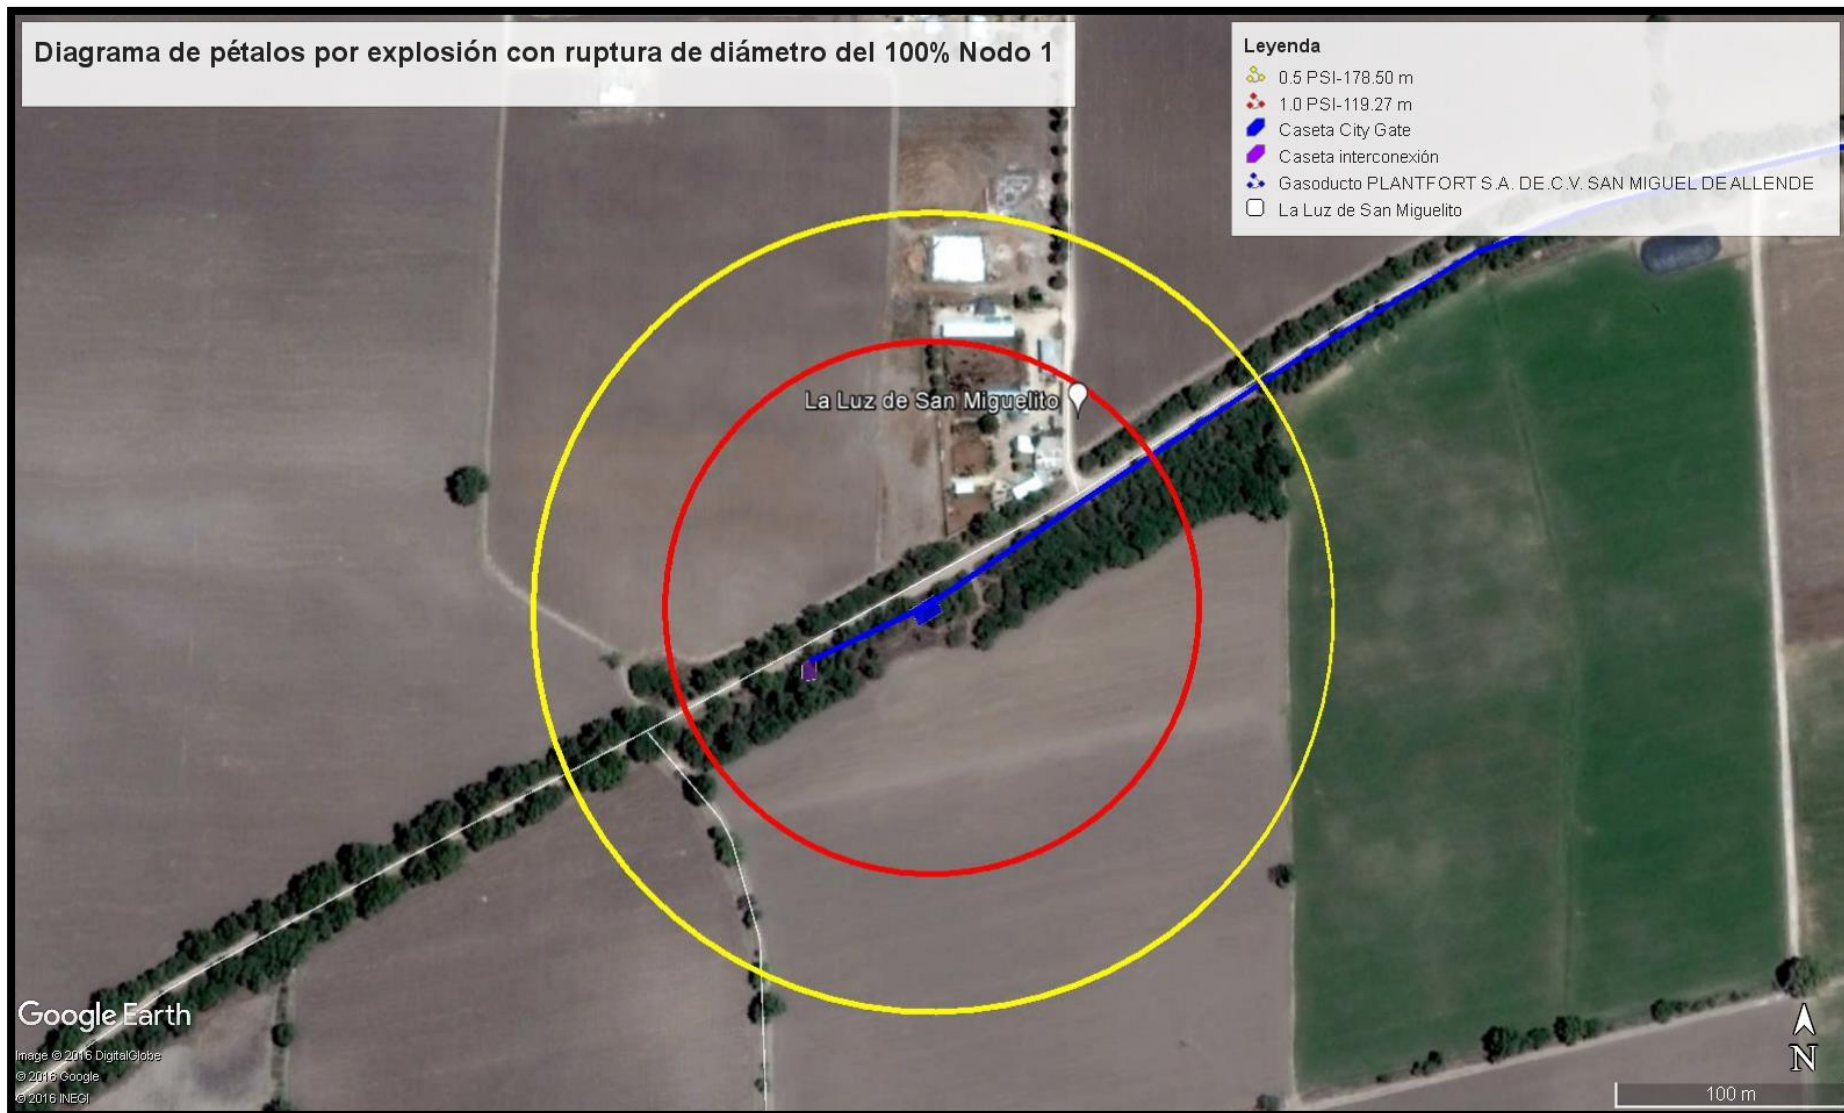 Diagrama de pétalos por explosión con ruptura de diámetro del 100% Nodo 1
Leyenda
0.5 PSI-178.50 m
1.0 PSI-119.27 m
Caseta City Gate
Caseta interconexión
Gasoducto PLANTFORT S.A. DE.C.V. SAN MIGUEL DE ALLENDE
La Luz de San Miguelito
La Luz de San Miguelito
Google Earth
Image © 2016 DigitalGlobe
© 2016 Google
© 2016 INEGI
N
100 m